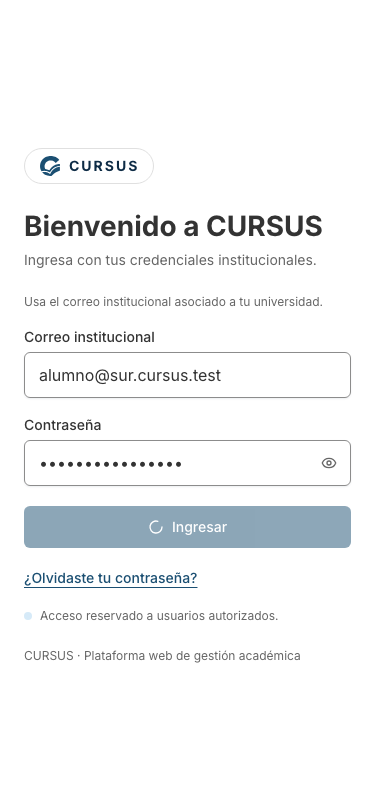 CURSUS
Bienvenido a CURSUS
Ingresa con tus credenciales institucionales.
Usa el correo institucional asociado a tu universidad.
Correo institucional
alumno@sur.cursus.test
Contraseña
•••••••••••••••
Ingresar
¿Olvidaste tu contraseña?
Acceso reservado a usuarios autorizados.
CURSUS · Plataforma web de gestión académica